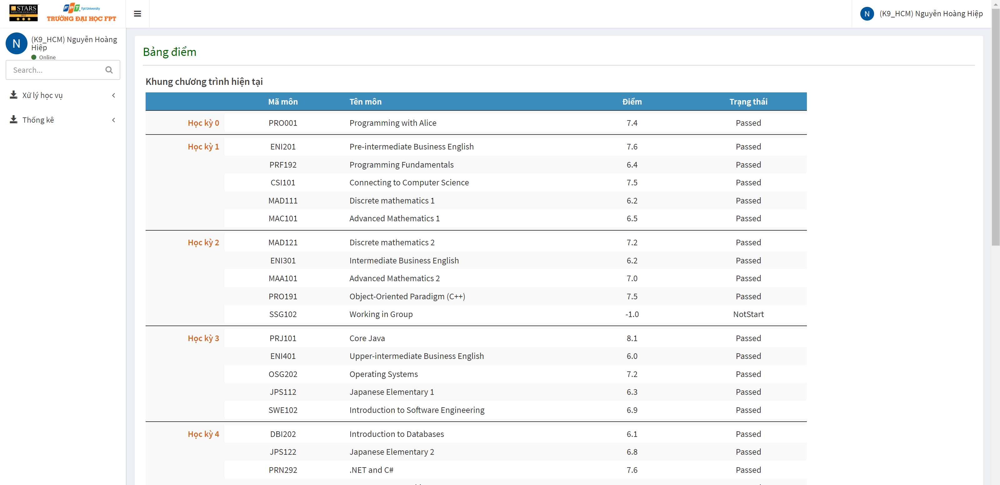 STARS
RATED FOR EXCELLENCE
2012
FPT. Fpt University
TRƯỜNG ĐẠI HỌC FPT
N (K9_HCM) Nguyễn Hoàng Hiệp
N (K9_HCM) Nguyễn Hoàng
Hiệp
Online
Search...
Xử lý học vụ
Thống kê
Bảng điểm
Khung chương trình hiện tại
Mã môn Tên môn Điểm Trạng thái
Học kỳ 0 PRO001 Programming with Alice 7.4 Passed
Học kỳ 1 ENI201 Pre-intermediate Business English 7.6 Passed
PRF192 Programming Fundamentals 6.4 Passed
CSI101 Connecting to Computer Science 7.5 Passed
MAD111 Discrete mathematics 1 6.2 Passed
MAC101 Advanced Mathematics 1 6.5 Passed
Học kỳ 2 MAD121 Discrete mathematics 2 7.2 Passed
ENI301 Intermediate Business English 6.2 Passed
MAA101 Advanced Mathematics 2 7.0 Passed
PRO191 Object-Oriented Paradigm (C++) 7.5 Passed
SSG102 Working in Group -1.0 NotStart
Học kỳ 3 PRJ101 Core Java 8.1 Passed
ENI401 Upper-intermediate Business English 6.0 Passed
OSG202 Operating Systems 7.2 Passed
JPS112 Japanese Elementary 1 6.3 Passed
SWE102 Introduction to Software Engineering 6.9 Passed
Học kỳ 4 DBI202 Introduction to Databases 6.1 Passed
JPS122 Japanese Elementary 2 6.8 Passed
PRN292 .NET and C# 7.6 Passed